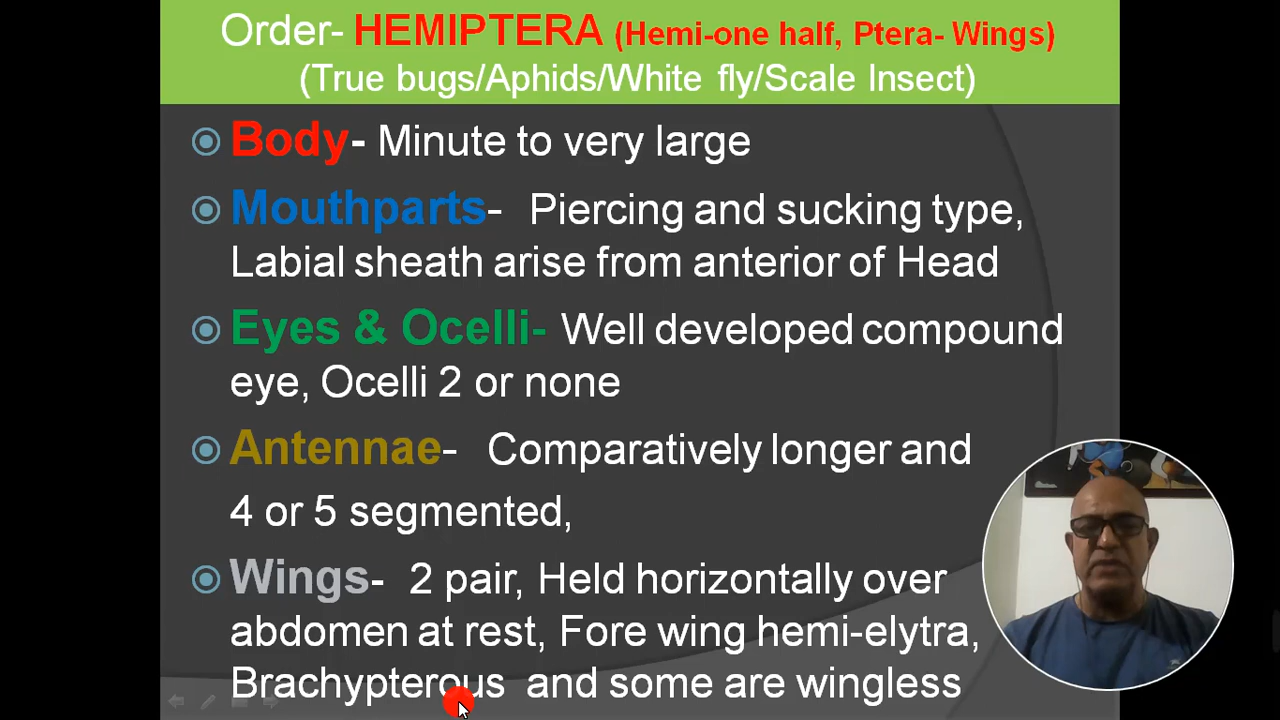 Order- HEMIPTERA (Hemi-one half, Ptera- Wings)
(True bugs/Aphids/White fly/Scale Insect)
Body- Minute to very large
Mouthparts- Piercing and sucking type,
Labial sheath arise from anterior of Head
Eyes & Ocelli- Well developed compound
eye, Ocelli 2 or none
Antennae- Comparatively longer and
4 or 5 segmented,
Wings- 2 pair, Held horizontally over
abdomen at rest, Fore wing hemi-elytra,
Brachypterous and some are wingless